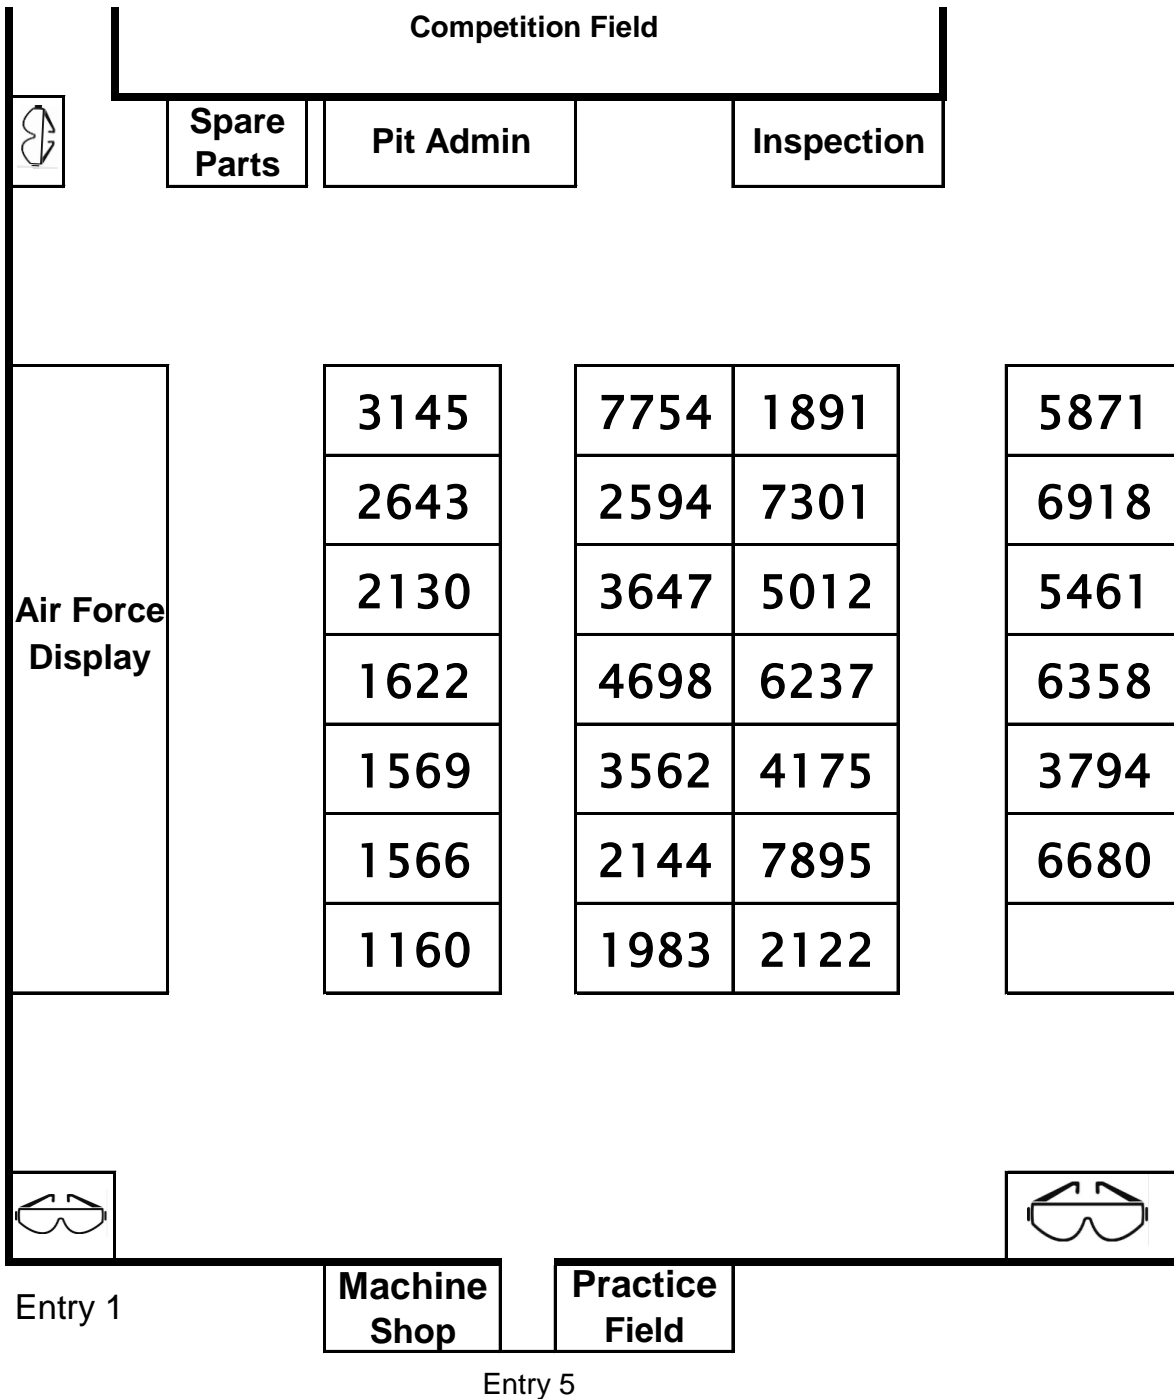 Competition Field
Spare
Parts
Pit Admin
Inspection
3145 7754 1891 5871
2643 2594 7301 6918
2130 3647 5012 5461
Air Force
Display
1622 4698 6237 6358
1569 3562 4175 3794
1566 2144 7895 6680
1160 1983 2122
Machine
Shop
Practice
Field
Entry 1
Entry 5